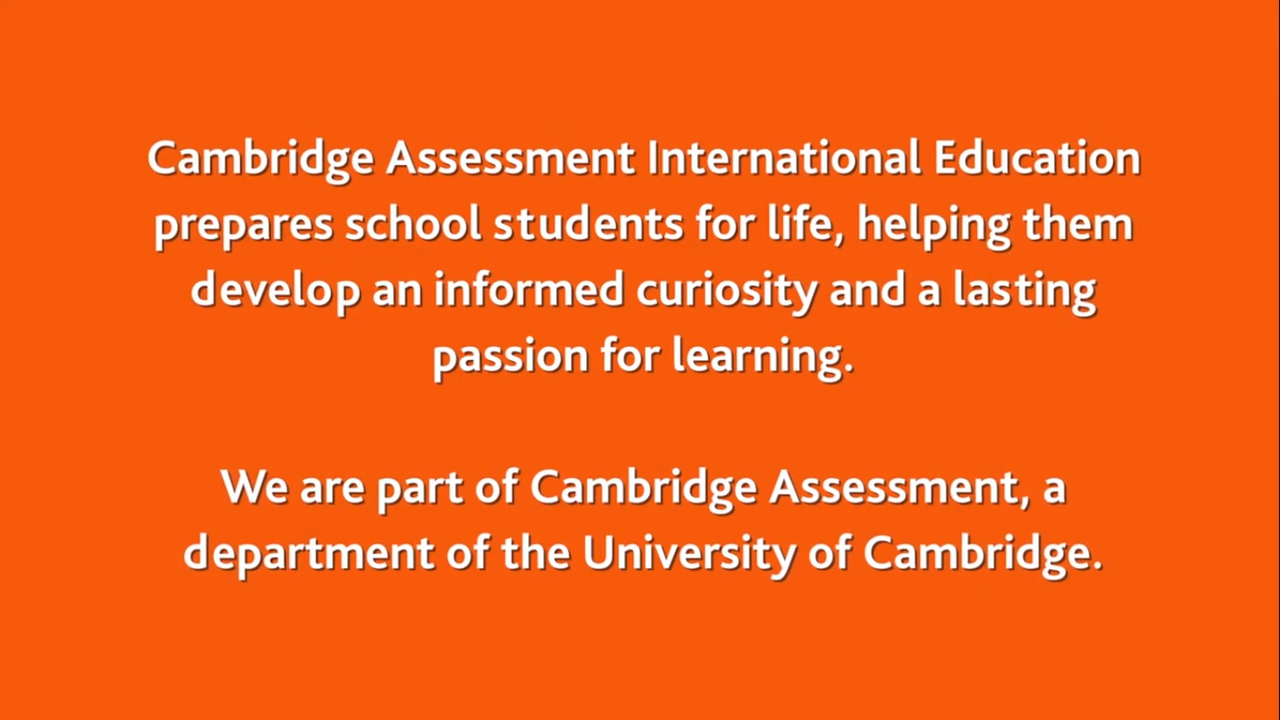 Cambridge Assessment International Education
prepares school students for life, helping them
develop an informed curiosity and a lasting
passion for learning.
We are part of Cambridge Assessment, a
department of the University of Cambridge.